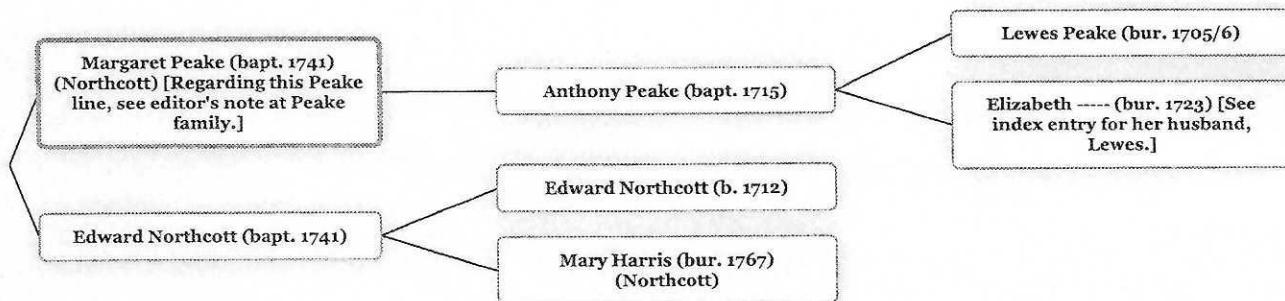 Margaret Peake (bapt. 1741)
(Northcott) [Regarding this Peake
line, see editor's note at Peake
family.]
Anthony Peake (bapt. 1715)
Lewes Peake (bur. 1705/6)
Elizabeth ----- (bur. 1723) [See
index entry for her husband,
Lewes.]
Edward Northcott (bapt. 1741)
Edward Northcott (b. 1712)
Mary Harris (bur. 1767)
(Northcott)